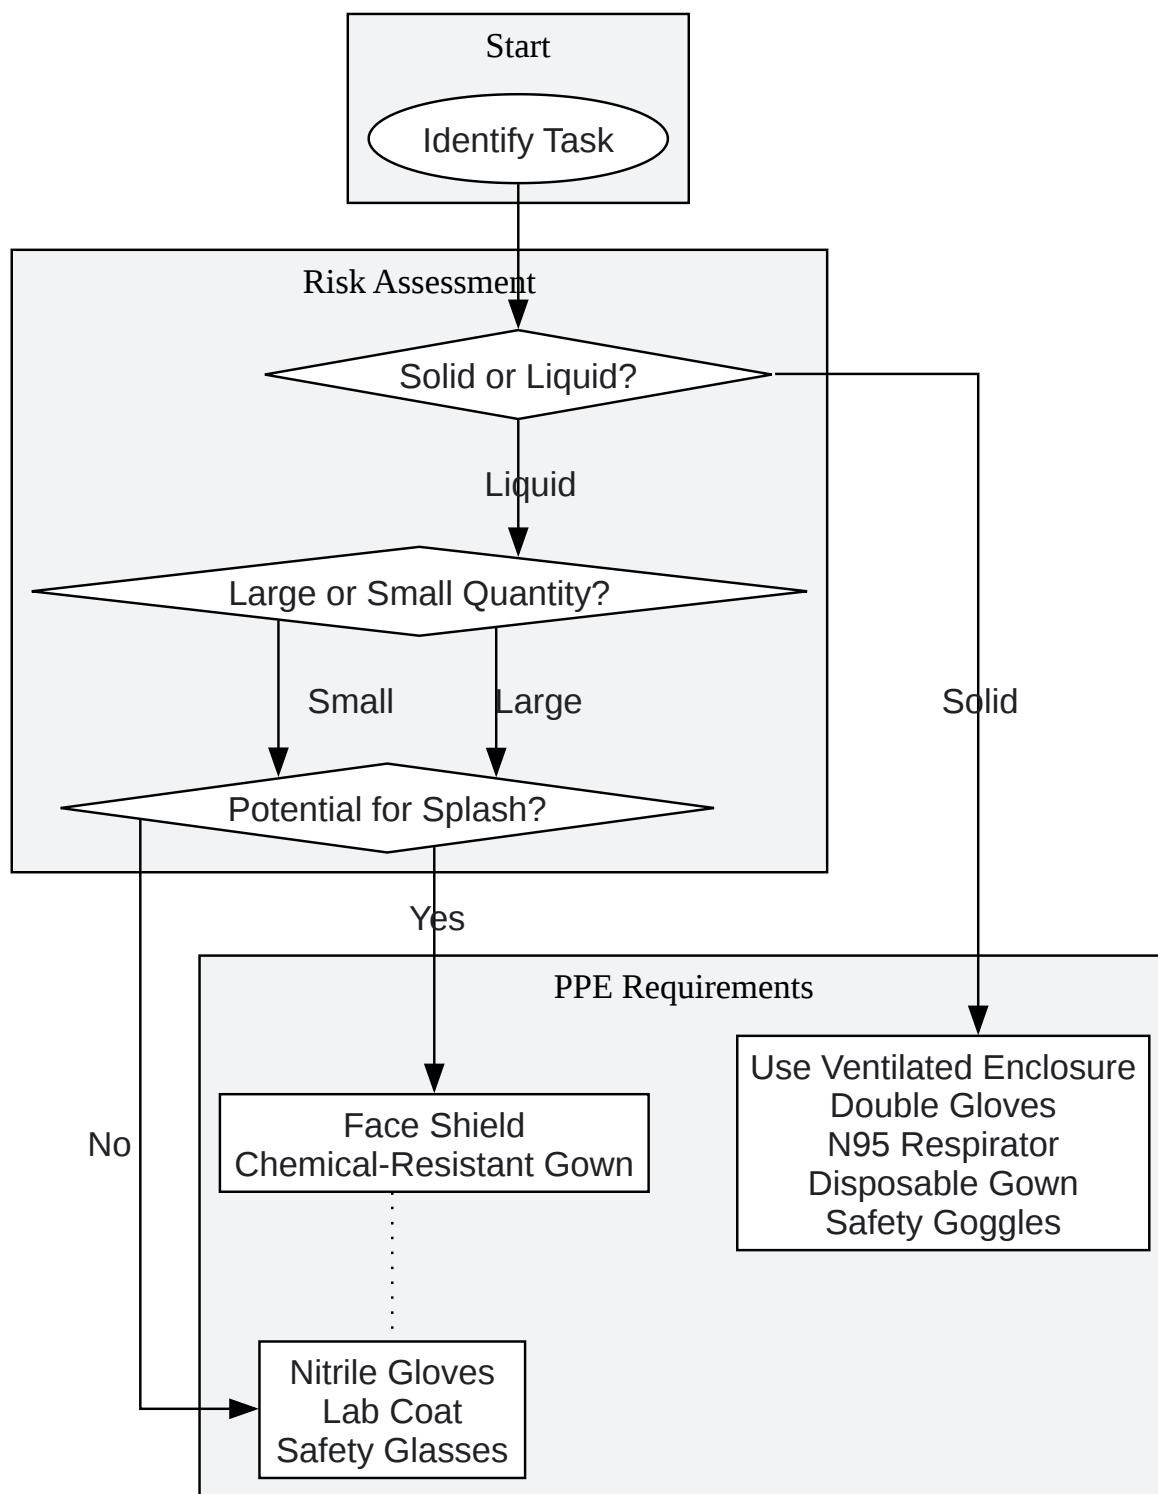 Start
Identify Task
Risk Assessment
Solid or Liquid?
Liquid
Large or Small Quantity?
Small
Large
Solid
Potential for Splash?
Yes
PPE Requirements
Use Ventilated Enclosure
Double Gloves
N95 Respirator
Disposable Gown
Safety Goggles
Face Shield
Chemical-Resistant Gown
No
Nitrile Gloves
Lab Coat
Safety Glasses